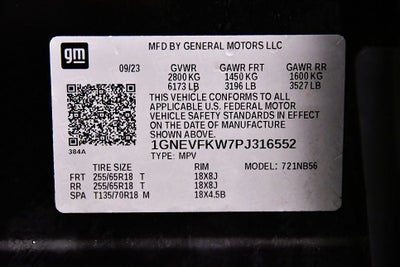 gm
MFD BY GENERAL MOTORS LLC
09/23 GVWR GAWR FRT GAWR RR
2800 KG 1450 KG 1600 KG
6173 LB 3196 LB 3527 LB
THIS VEHICLE CONFORMS TO ALL
APPLICABLE U.S. FEDERAL MOTOR
VEHICLE SAFETY STANDARDS IN EFFECT
ON THE DATE OF MANUFACTURE
SHOWN ABOVE.
384A
1GNEVFKW7PJ316552
TYPE: MPV
TIRE SIZE RIM MODEL: 721NB56
FRT 255/65R18 T 18X8J
RR 255/65R18 T 18X8J
SPA T135/70R18 M 18X4.5B